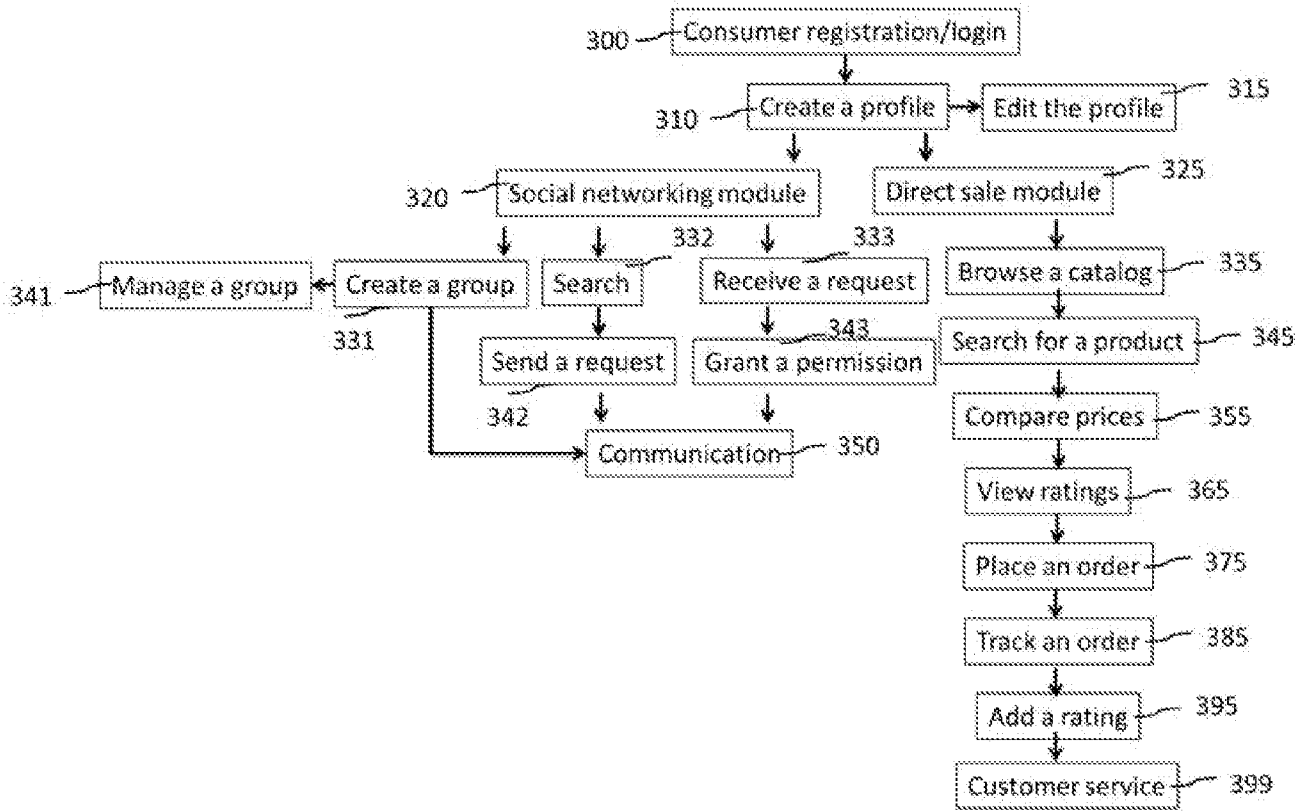 300 Consumer registration/login
310 Create a profile Edit the profile 315
320 Social networking module Direct sale module 325
332 333
341 Manage a group Create a group Search Receive a request Browse a catalog 335
331 343
Send a request Grant a permission Search for a product 345
342
Compare prices 355
Communication 350
View ratings 365
Place an order 375
Track an order 385
Add a rating 395
Customer service 399